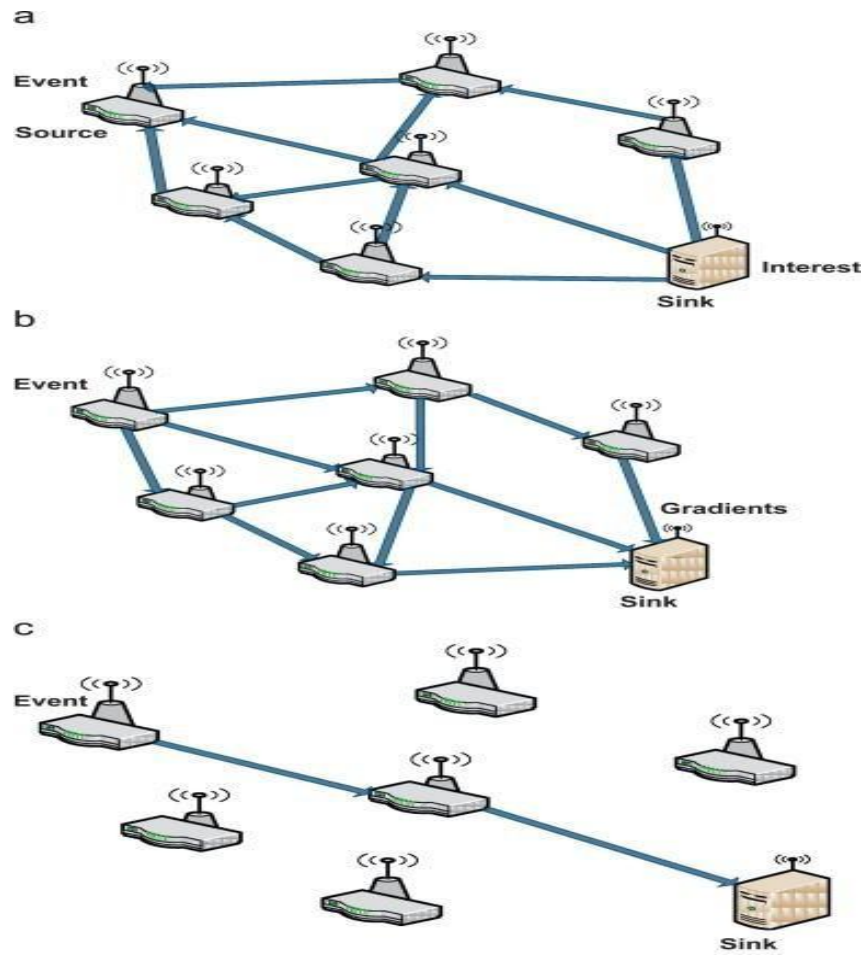 a
Event
Source
Interest
Sink
b
Event
Gradients
Sink
c
Event
Sink